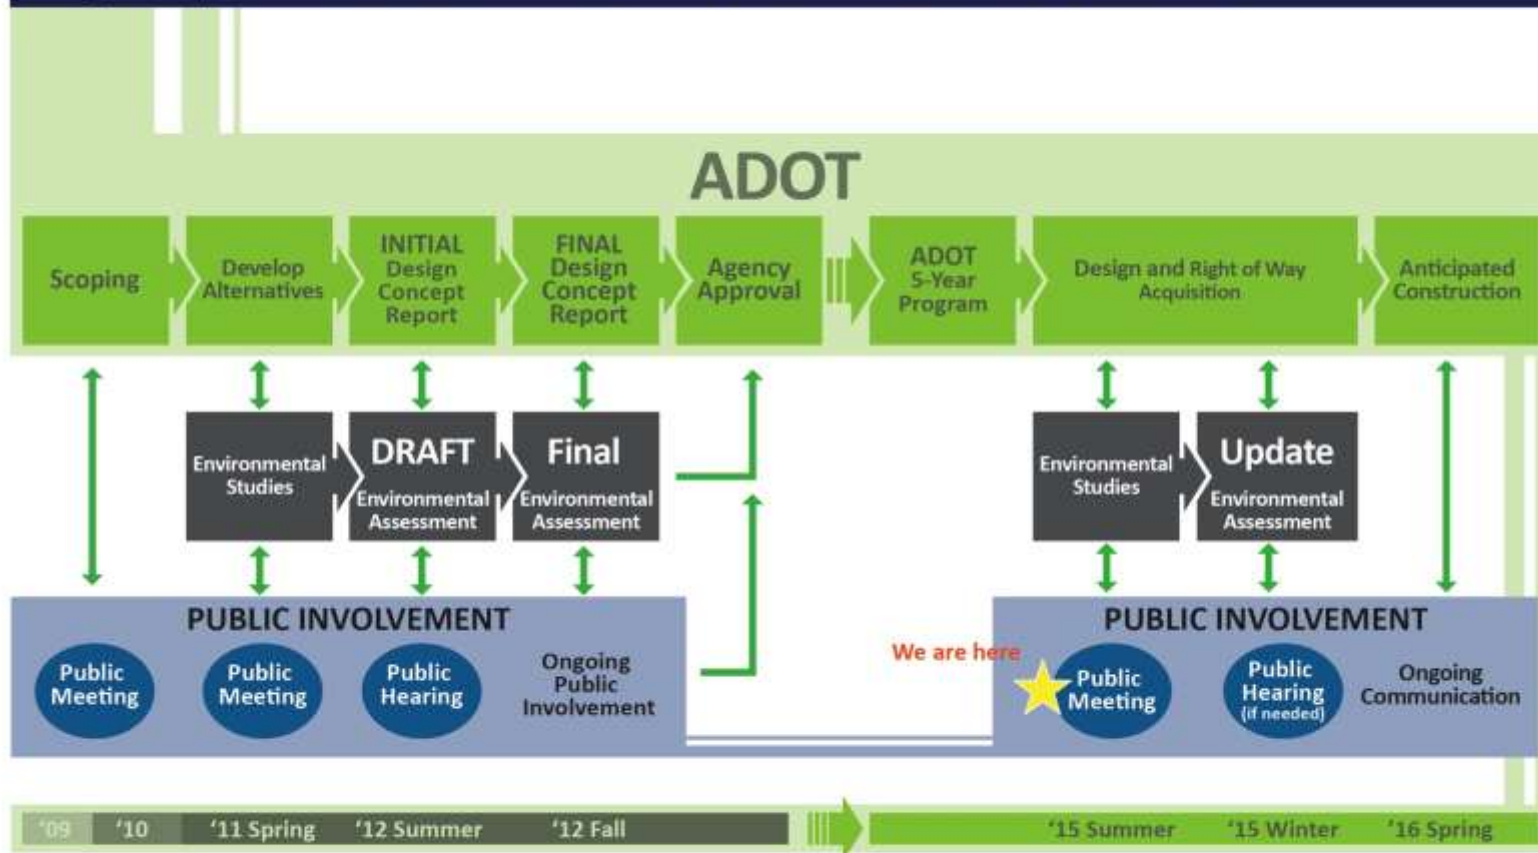 ADOT
Scoping
Develop
Alternatives
INITIAL
Design
Concept
Report
FINAL
Design
Concept
Report
Agency
Approval
ADOT
5-Year
Program
Design and Right of Way
Acquisition
Anticipated
Construction
Environmental
Studies
DRAFT
Environmental
Assessment
Final
Environmental
Assessment
Environmental
Studies
Update
Environmental
Assessment
PUBLIC INVOLVEMENT
Public
Meeting
Public
Meeting
Public
Hearing
Ongoing
Public
Involvement
We are here
PUBLIC INVOLVEMENT
Public
Meeting
Public
Hearing
(if needed)
Ongoing
Communication
‘09 ‘10 ‘11 Spring ‘12 Summer ‘12 Fall ‘15 Summer ‘15 Winter ‘16 Spring